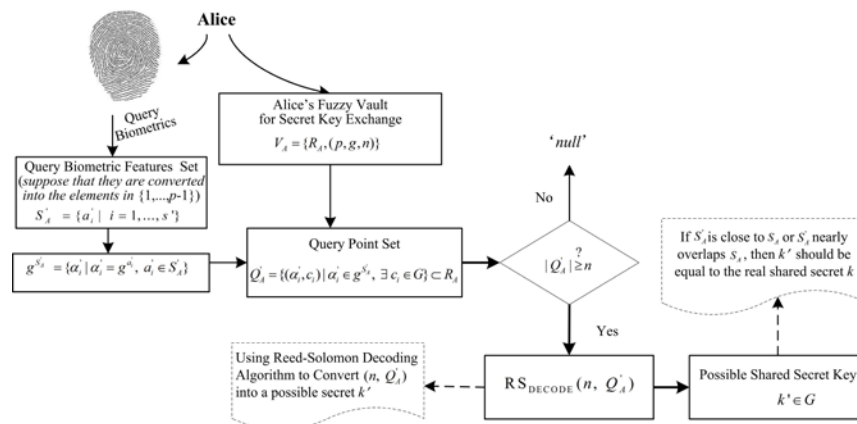 Alice
Query
Biometrics
Alice's Fuzzy Vault
for Secret Key Exchange
V_A = {R_A, (p, g, n)}
Query Biometric Features Set
(suppose that they are converted
into the elements in {1,...,p-1})
S'_A = {a'_i | i = 1, ..., s'}
g^{S'_A} = {α'_i | α'_i = g^{a'_i}, a'_i ∈ S'_A}
Query Point Set
Q'_A = {(α'_i, c_i) | α'_i ∈ g^{S'_A}, ∃ c_i ∈ G} ⊂ R_A
'null'
No
?
|Q'_A| ≥ n
Yes
If S'_A is close to S_A or S'_A nearly
overlaps S_A, then k' should be
equal to the real shared secret k
Using Reed-Solomon Decoding
Algorithm to Convert (n, Q'_A)
into a possible secret k'
RS_DECODE(n, Q'_A)
Possible Shared Secret Key
k' ∈ G